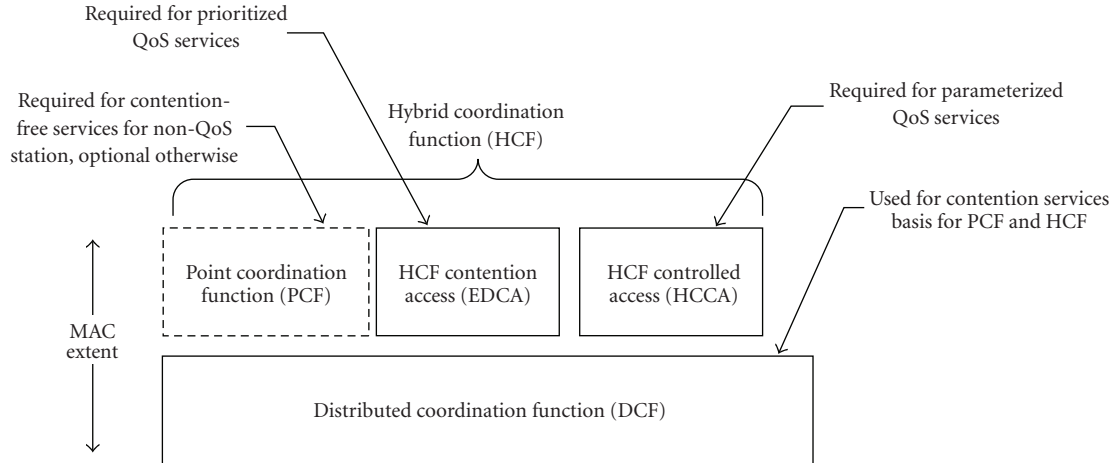 Required for prioritized
QoS services
Required for contention-
free services for non-QoS
station, optional otherwise
Hybrid coordination
function (HCF)
Required for parameterized
QoS services
Used for contention services
basis for PCF and HCF
MAC
extent
Point coordination
function (PCF)
HCF contention
access (EDCA)
HCF controlled
access (HCCA)
Distributed coordination function (DCF)